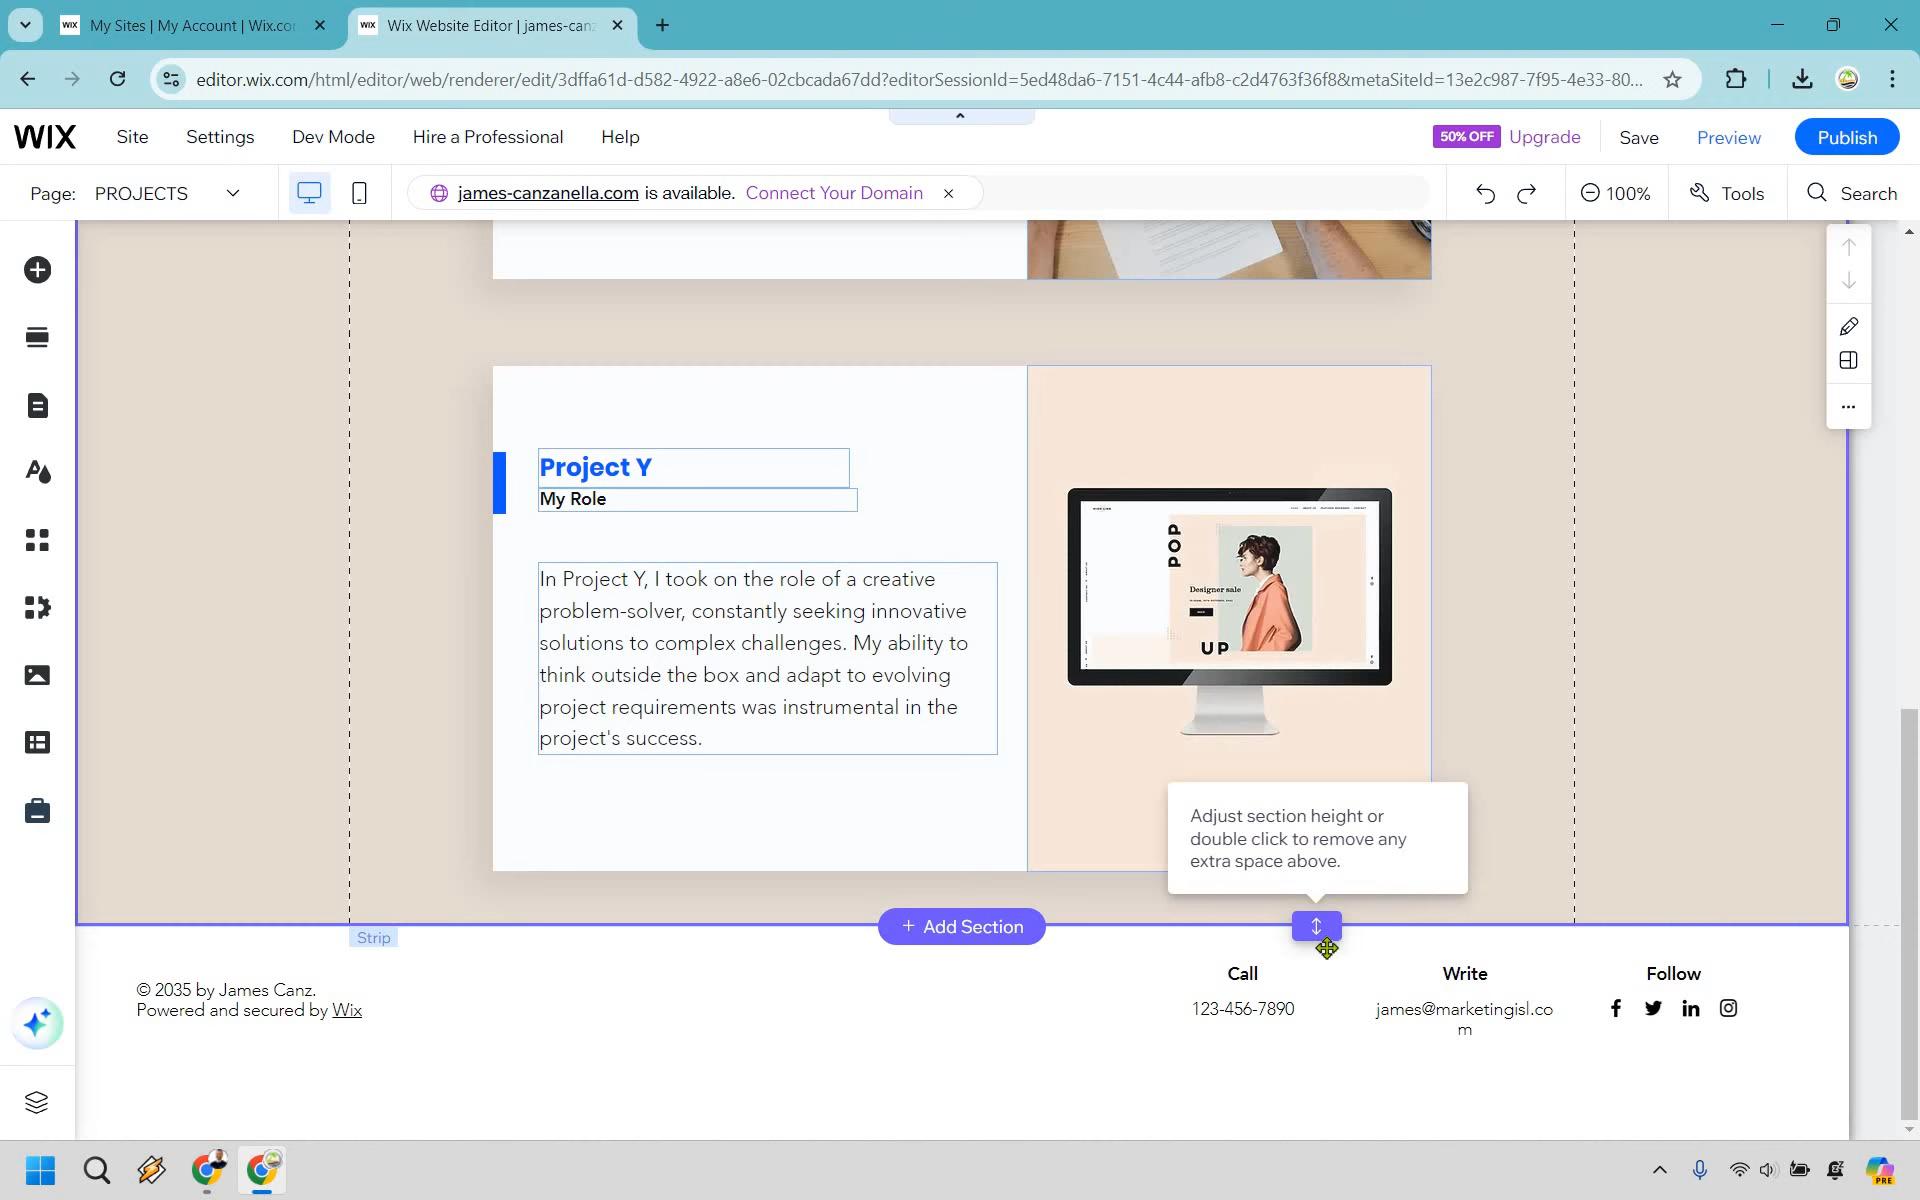 My Sites | My Account | Wix.co
Wix Website Editor | james-canz
editor.wix.com/html/editor/web/renderer/edit/3dffa61d-d582-4922-a8e6-02cbcada67dd?editorSessionId=5ed48da6-7151-4c44-afb8-c2d4763f36f8&metaSiteId=13e2c987-7f95-4e33-80...
WIX Site Settings Dev Mode Hire a Professional Help 50% OFF Upgrade Save Preview Publish
Page: PROJECTS james-canzanella.com is available. Connect Your Domain 100% Tools Search
Project Y
My Role
In Project Y, I took on the role of a creative
problem-solver, constantly seeking innovative
solutions to complex challenges. My ability to
think outside the box and adapt to evolving
project requirements was instrumental in the
project's success.
POP
Designer sale
UP
Adjust section height or
double click to remove any
extra space above.
+ Add Section
Strip
© 2035 by James Canz.
Powered and secured by Wix
Call
123-456-7890
Write
james@marketingisl.co
m
Follow
PRE